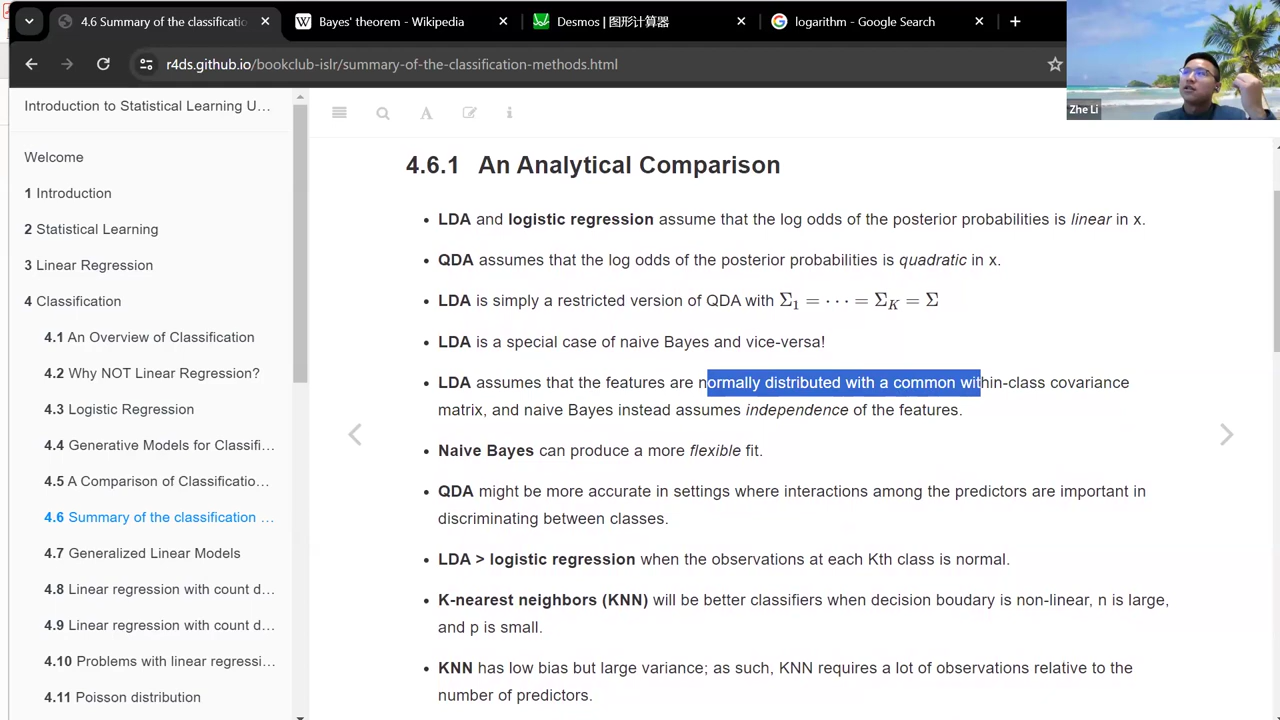 4.6 Summary of the classificatio
Bayes' theorem - Wikipedia
Desmos | 图形计算器
logarithm - Google Search
r4ds.github.io/bookclub-islr/summary-of-the-classification-methods.html
Zhe Li
Introduction to Statistical Learning U...
Welcome
1 Introduction
2 Statistical Learning
3 Linear Regression
4 Classification
4.1 An Overview of Classification
4.2 Why NOT Linear Regression?
4.3 Logistic Regression
4.4 Generative Models for Classifi...
4.5 A Comparison of Classificatio...
4.6 Summary of the classification ...
4.7 Generalized Linear Models
4.8 Linear regression with count d...
4.9 Linear regression with count d...
4.10 Problems with linear regressi...
4.11 Poisson distribution
4.6.1 An Analytical Comparison
• LDA and logistic regression assume that the log odds of the posterior probabilities is linear in x.
• QDA assumes that the log odds of the posterior probabilities is quadratic in x.
• LDA is simply a restricted version of QDA with Σ₁ = ⋯ = Σ_K = Σ
• LDA is a special case of naive Bayes and vice-versa!
• LDA assumes that the features are normally distributed with a common within-class covariance
matrix, and naive Bayes instead assumes independence of the features.
• Naive Bayes can produce a more flexible fit.
• QDA might be more accurate in settings where interactions among the predictors are important in
discriminating between classes.
• LDA > logistic regression when the observations at each Kth class is normal.
• K-nearest neighbors (KNN) will be better classifiers when decision boudary is non-linear, n is large,
and p is small.
• KNN has low bias but large variance; as such, KNN requires a lot of observations relative to the
number of predictors.